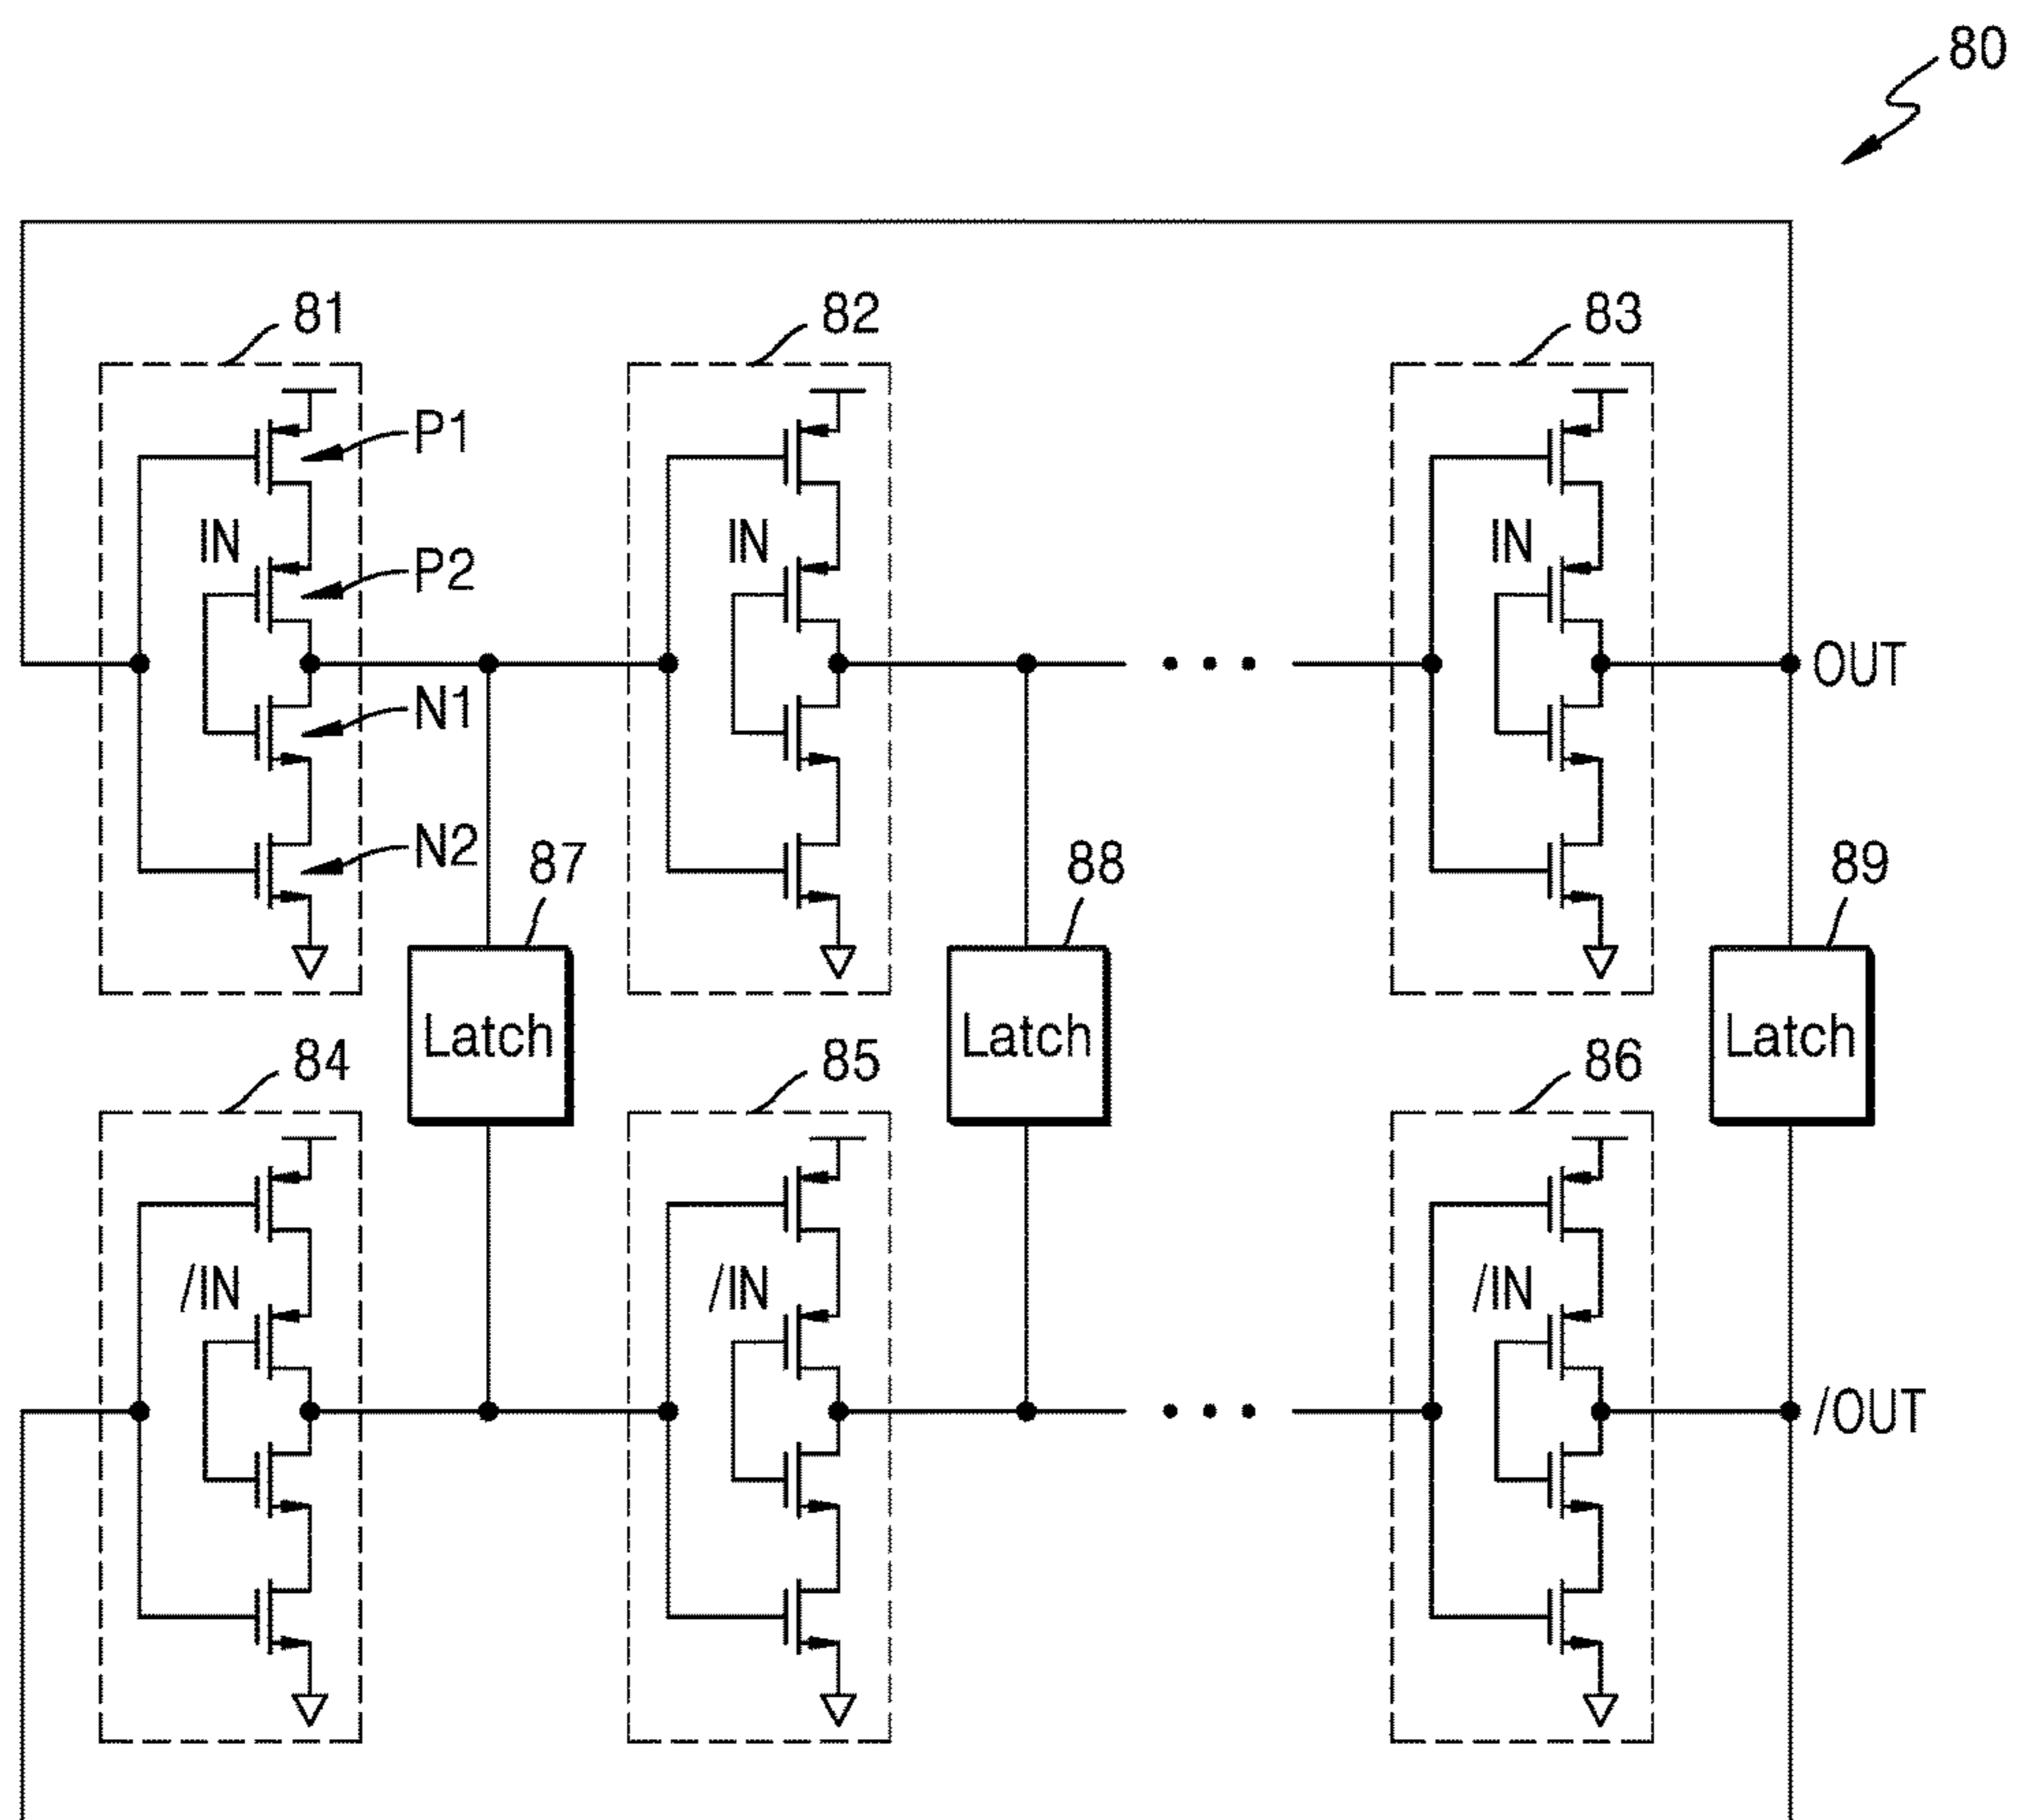 80
81
82
83
P1
IN
IN
IN
P2
OUT
N1
N2
87
88
89
Latch
Latch
Latch
84
85
86
/IN
/IN
/IN
/OUT